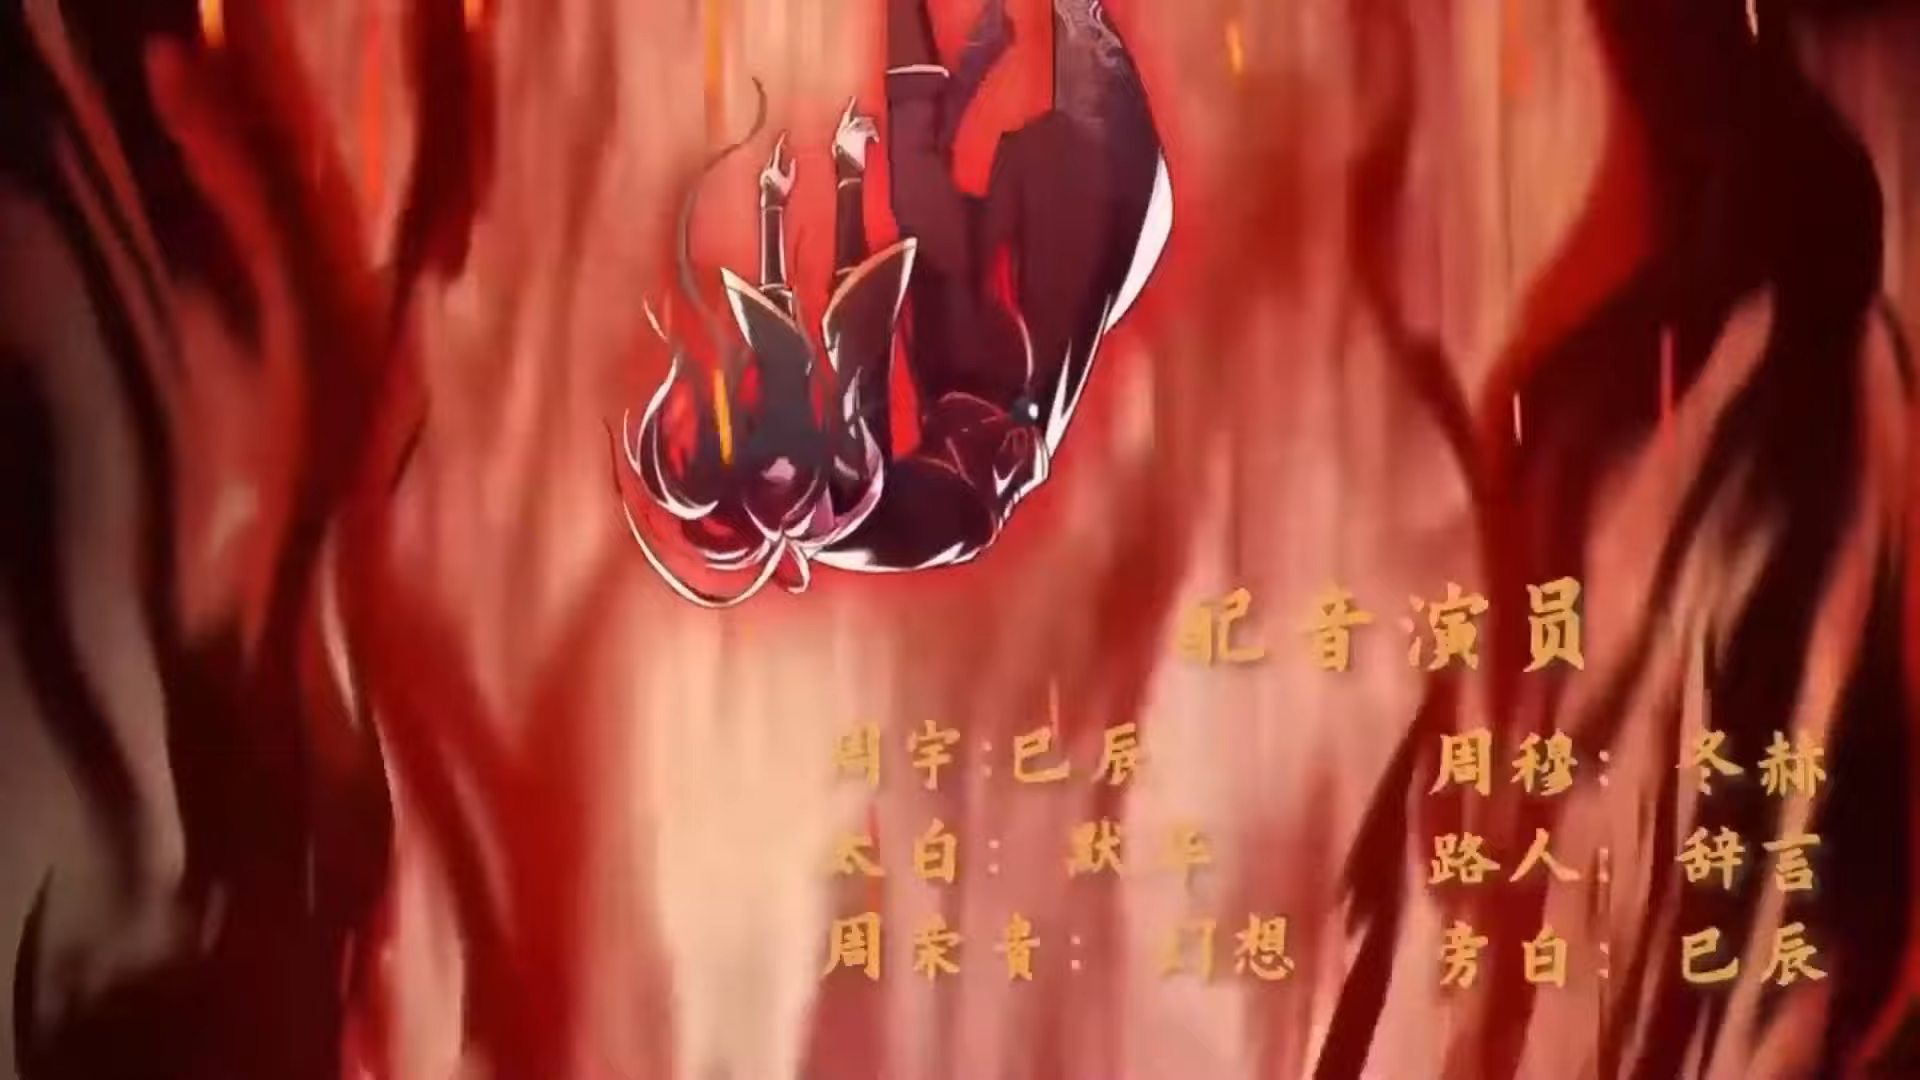 配音演员
周宇:巳辰 周穆: 冬赫
太白: 默华 路人: 辞言
周荣贵: 幻想 旁白: 巳辰